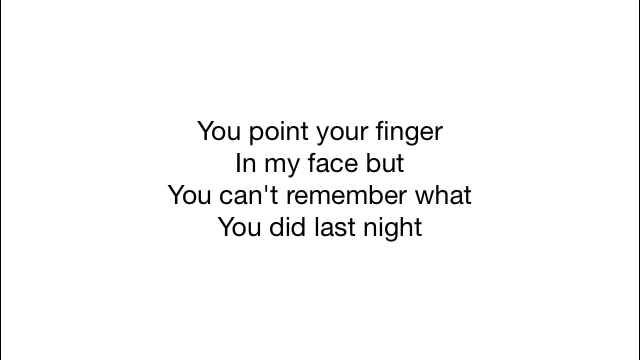 You point your finger
In my face but
You can't remember what
You did last night